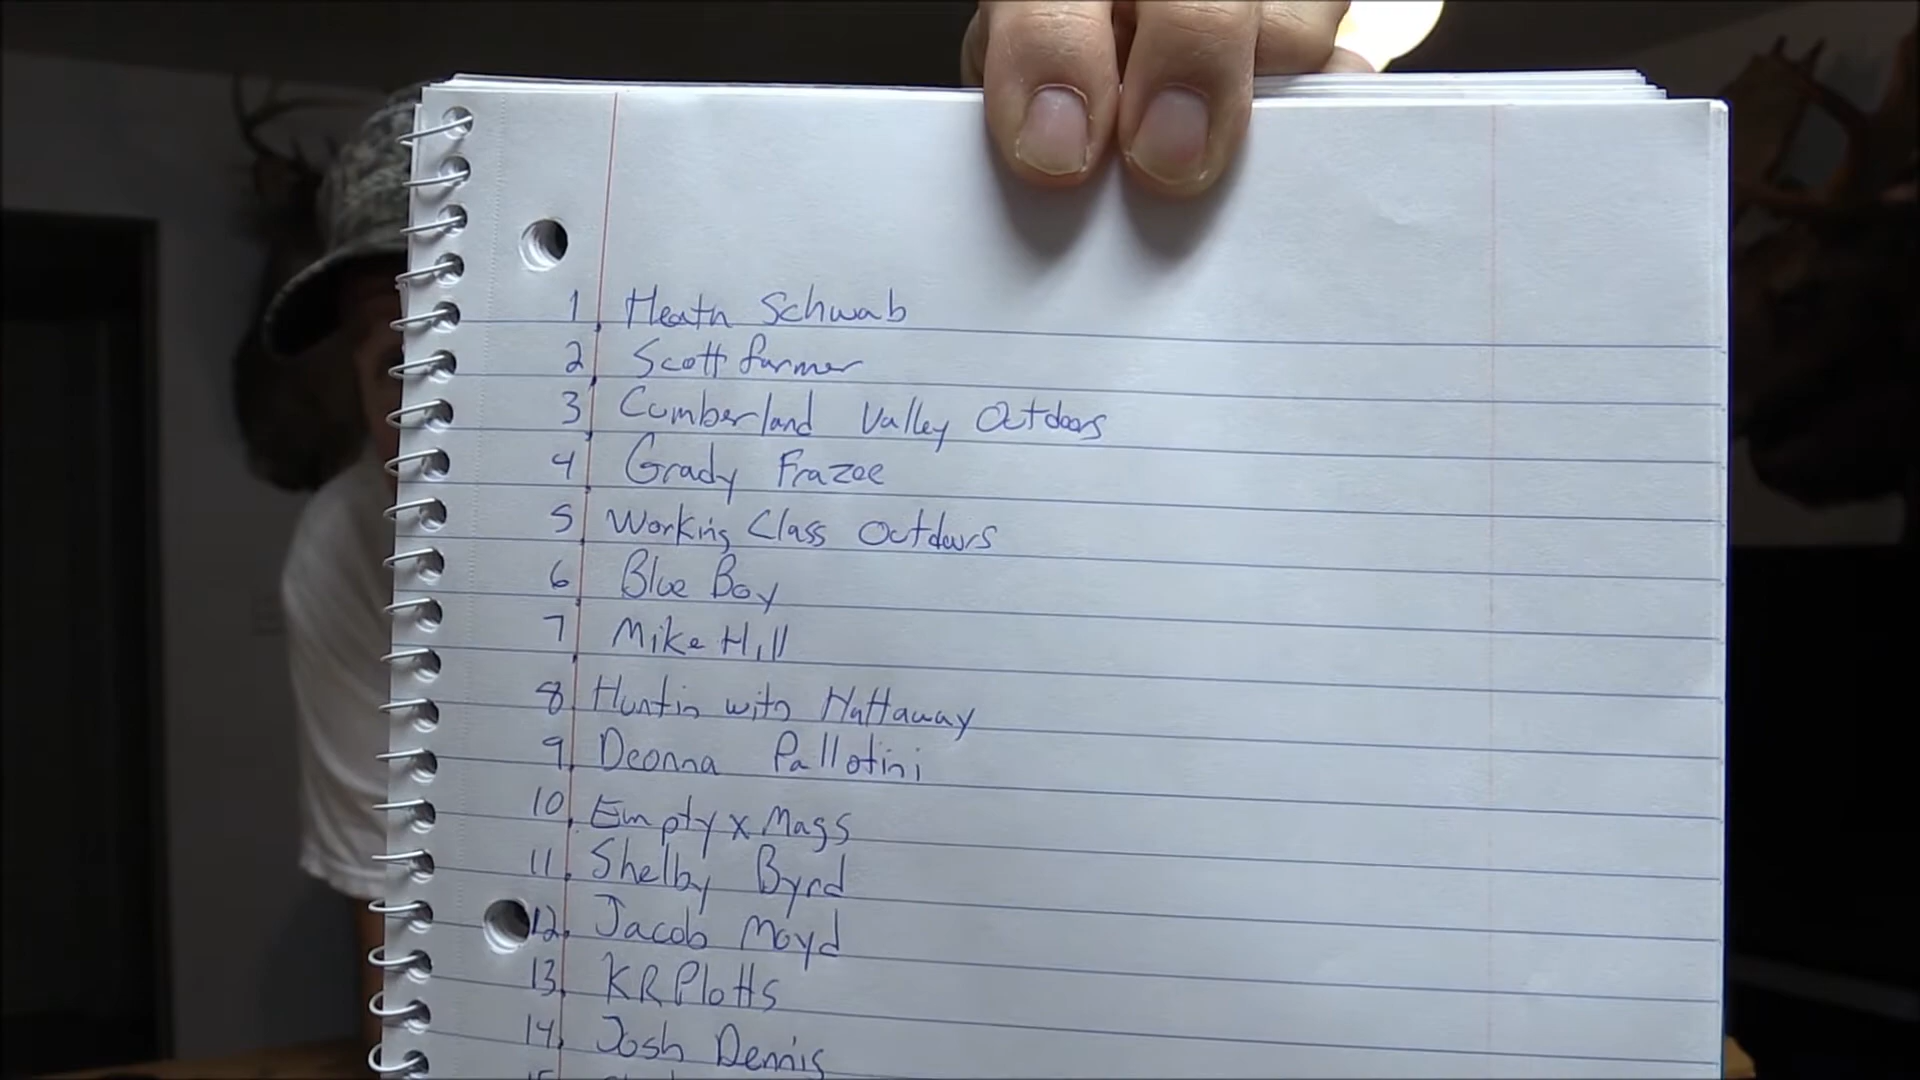 1. Heath Schwab
2. Scott farmer
3. Cumberland Valley Outdoors
4. Grady Frazee
5. Working Class Outdoors
6. Blue Boy
7. Mike Hill
8. Huntin with Hattaway
9. Deonna Pallotini
10. Empty x Mags
11. Shelby Byrd
12. Jacob Moyd
13. KRPlotts
14. Josh Dennis
15.